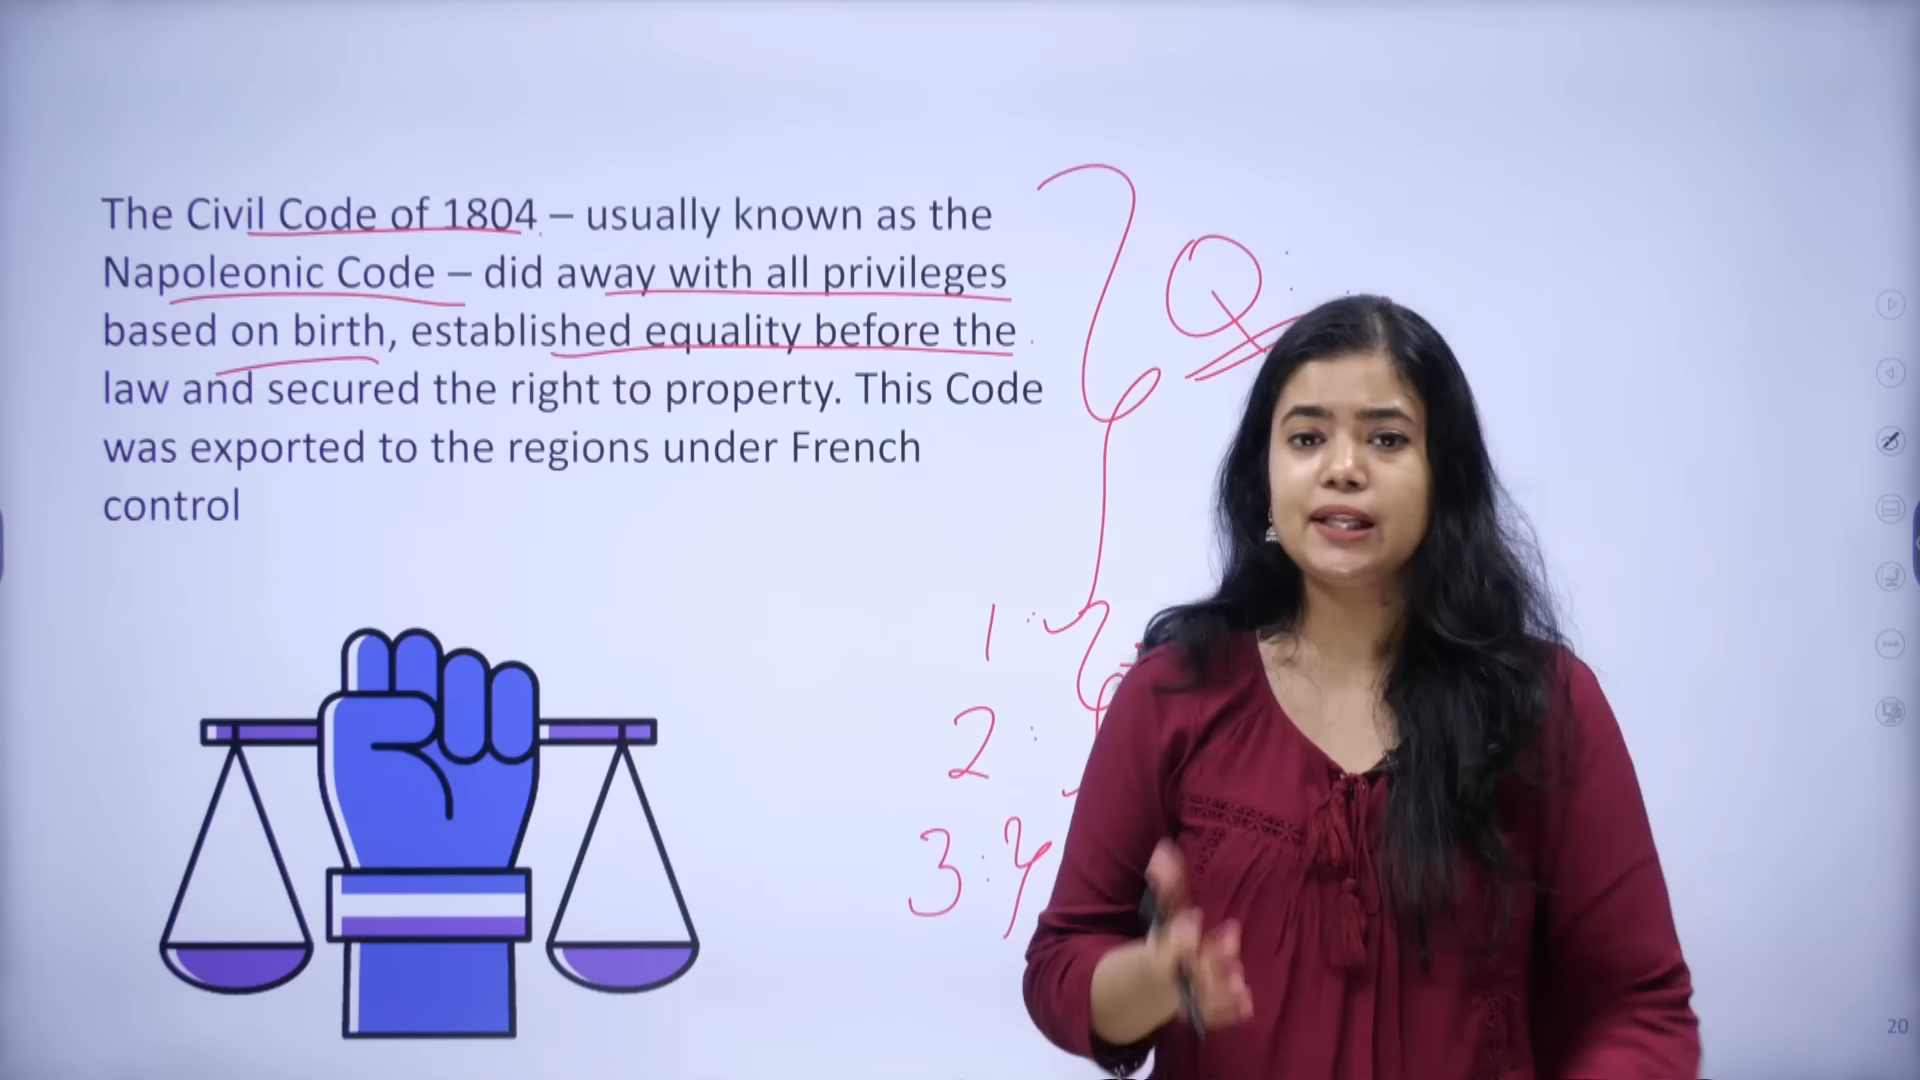 The Civil Code of 1804 – usually known as the
Napoleonic Code – did away with all privileges
based on birth, established equality before the
law and secured the right to property. This Code
was exported to the regions under French
control
Q
1
2
3
20